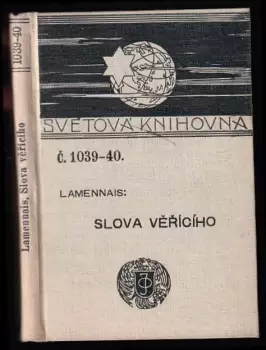 1039-40
Lamennais, Slova věřícího
SVĚTOVÁ KNIHOVNA
Č. 1039-40.
LAMENNAIS:
SLOVA VĚŘÍCÍHO